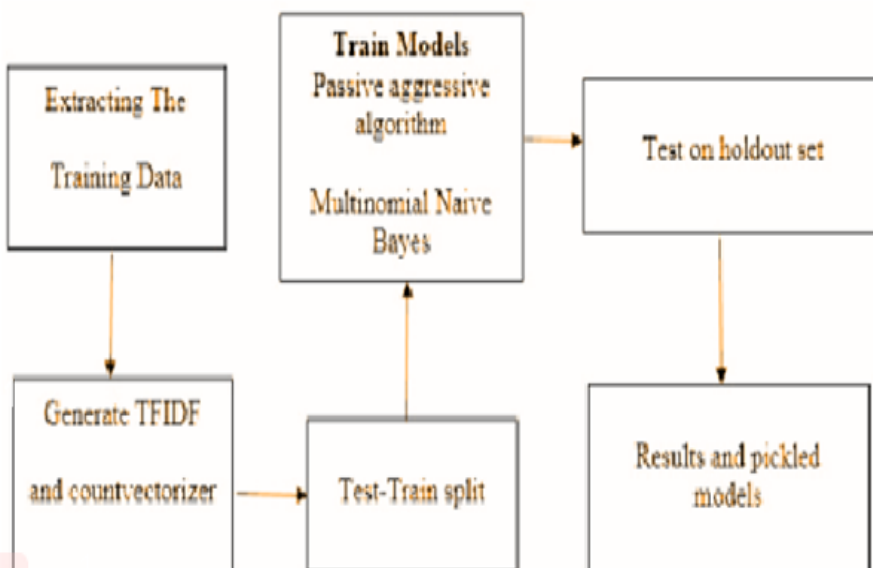 Extracting The
Training Data
Generate TFIDF
and countvectorizer
Test-Train split
Train Models
Passive aggressive
algorithm
Multinomial Naive
Bayes
Test on holdout set
Results and pickled
models